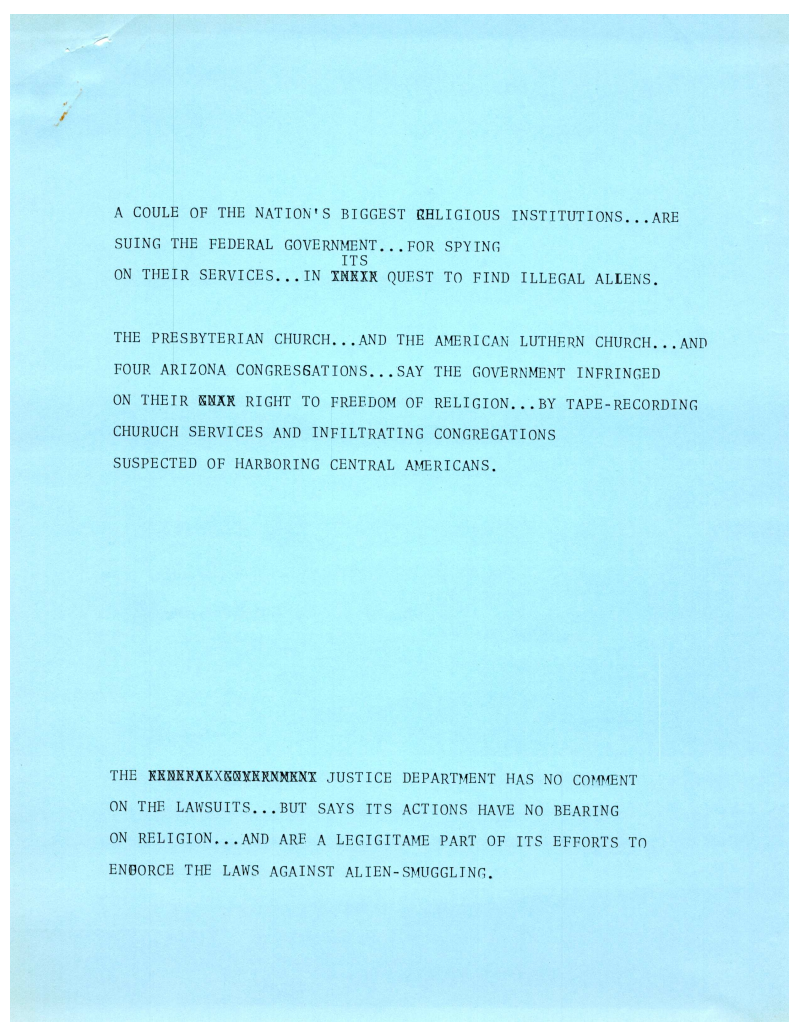 A COULE OF THE NATION'S BIGGEST RELIGIOUS INSTITUTIONS...ARE
SUING THE FEDERAL GOVERNMENT...FOR SPYING
ITS
ON THEIR SERVICES...IN QUEST TO FIND ILLEGAL ALIENS.
THE PRESBYTERIAN CHURCH...AND THE AMERICAN LUTHERN CHURCH...AND
FOUR ARIZONA CONGRESGATIONS...SAY THE GOVERNMENT INFRINGED
ON THEIR RIGHT TO FREEDOM OF RELIGION...BY TAPE-RECORDING
CHURUCH SERVICES AND INFILTRATING CONGREGATIONS
SUSPECTED OF HARBORING CENTRAL AMERICANS.
THE JUSTICE DEPARTMENT HAS NO COMMENT
ON THE LAWSUITS...BUT SAYS ITS ACTIONS HAVE NO BEARING
ON RELIGION...AND ARE A LEGIGITAME PART OF ITS EFFORTS TO
ENFORCE THE LAWS AGAINST ALIEN-SMUGGLING.